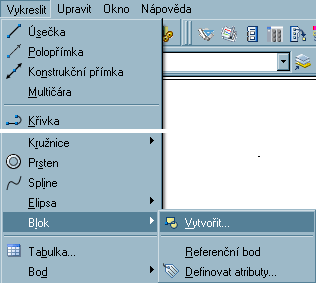 Vykreslit Upravit Okno Nápověda
Úsečka
Polopřímka
Konstrukční přímka
Multičára
Křivka
Kružnice
Prsten
Spline
Elipsa
Blok Vytvořit...
Referenční bod
Tabulka...
Bod Definovat atributy...